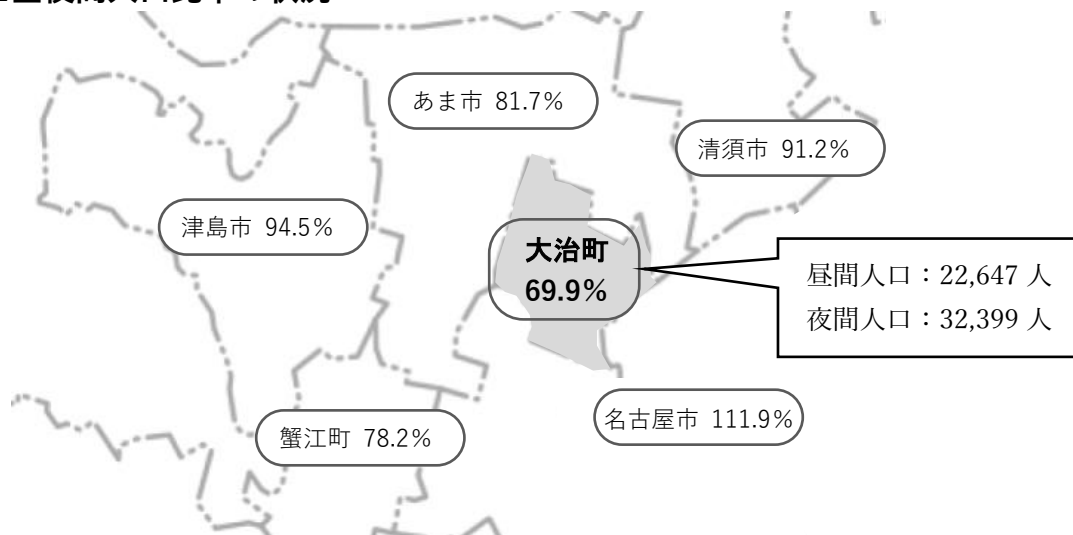 あま市 81.7%
清須市 91.2%
津島市 94.5%
大治町
69.9%
昼間人口：22,647 人
夜間人口：32,399 人
名古屋市 111.9%
蟹江町 78.2%